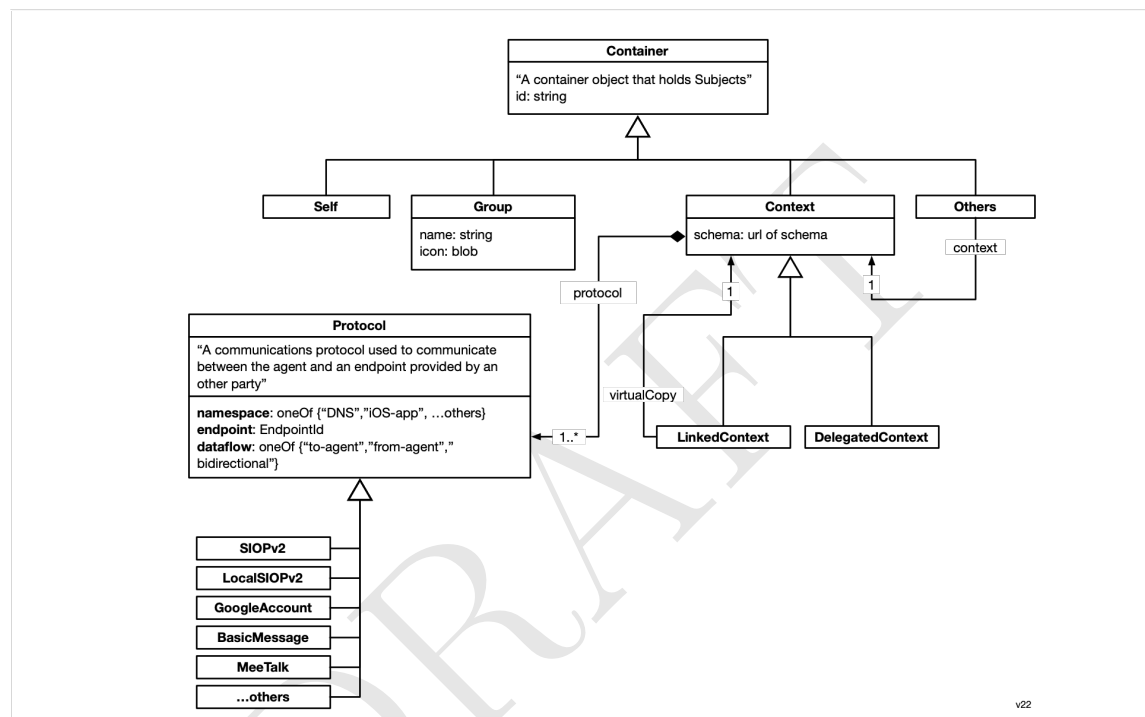 Container
“A container object that holds Subjects”
id: string
Self
Group
name: string
icon: blob
Context
schema: url of schema
Others
context
1
1
protocol
Protocol
“A communications protocol used to communicate
between the agent and an endpoint provided by an
other party”
namespace: oneOf {“DNS”,”iOS-app”, …others}
endpoint: EndpointId
dataflow: oneOf {“to-agent”,”from-agent”,”
bidirectional”}
virtualCopy
1..*
LinkedContext
DelegatedContext
SIOPv2
LocalSIOPv2
GoogleAccount
BasicMessage
MeeTalk
…others
v22
DRAFT